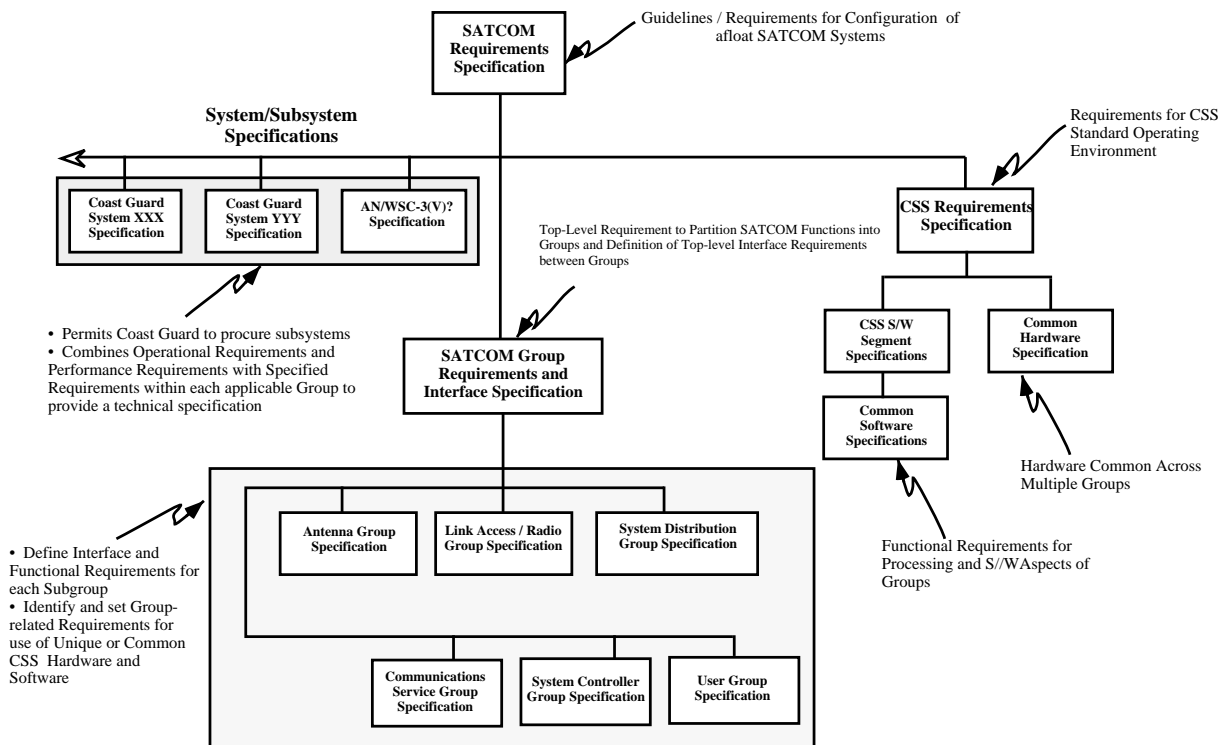 SATCOM
Requirements
Specification
Guidelines / Requirements for Configuration of
afloat SATCOM Systems
System/Subsystem
Specifications
Requirements for CSS
Standard Operating
Environment
Coast Guard
System XXX
Specification
Coast Guard
System YYY
Specification
AN/WSC-3(V)?
Specification
CSS Requirements
Specification
Top-Level Requirement to Partition SATCOM Functions into
Groups and Definition of Top-level Interface Requirements
between Groups
• Permits Coast Guard to procure subsystems
• Combines Operational Requirements and
Performance Requirements with Specified
Requirements within each applicable Group to
provide a technical specification
SATCOM Group
Requirements and
Interface Specification
CSS S/W
Segment
Specifications
Common
Hardware
Specification
Common
Software
Specifications
Hardware Common Across
Multiple Groups
Functional Requirements for
Processing and S//WAspects of
Groups
• Define Interface and
Functional Requirements for
each Subgroup
• Identify and set Group-
related Requirements for
use of Unique or Common
CSS Hardware and
Software
Antenna Group
Specification
Link Access / Radio
Group Specification
System Distribution
Group Specification
Communications
Service Group
Specification
System Controller
Group Specification
User Group
Specification